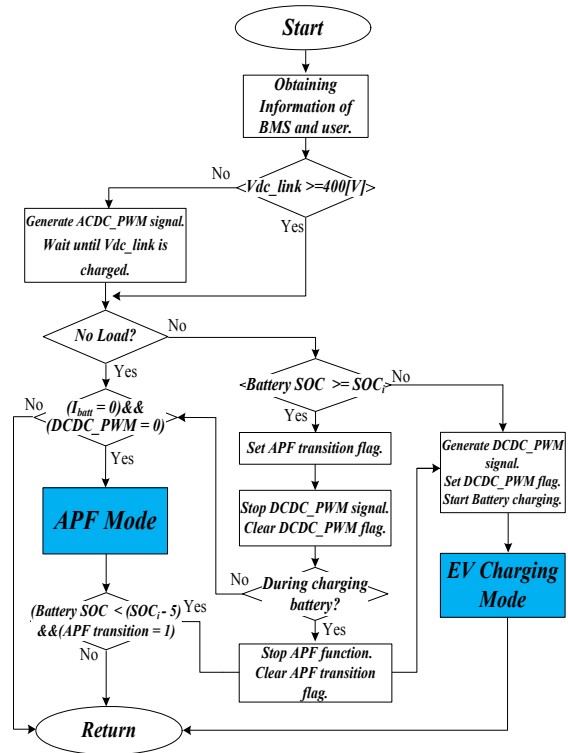 Start
Obtaining
Information of
BMS and user.
No
Vdc_link >=400[V]
Generate ACDC_PWM signal.
Wait until Vdc_link is
charged.
Yes
No Load?
No
Yes
Battery SOC >= SOCi
No
No
(Ibatt = 0)&&
(DCDC_PWM = 0)
Yes
Set APF transition flag.
Generate DCDC_PWM
signal.
Set DCDC_PWM flag.
Start Battery charging.
Yes
APF Mode
Stop DCDC_PWM signal.
Clear DCDC_PWM flag.
EV Charging
Mode
No
During charging
battery?
(Battery SOC < (SOCi - 5)
&&(APF transition = 1)
Yes
Yes
No
Stop APF function.
Clear APF transition
flag.
Return